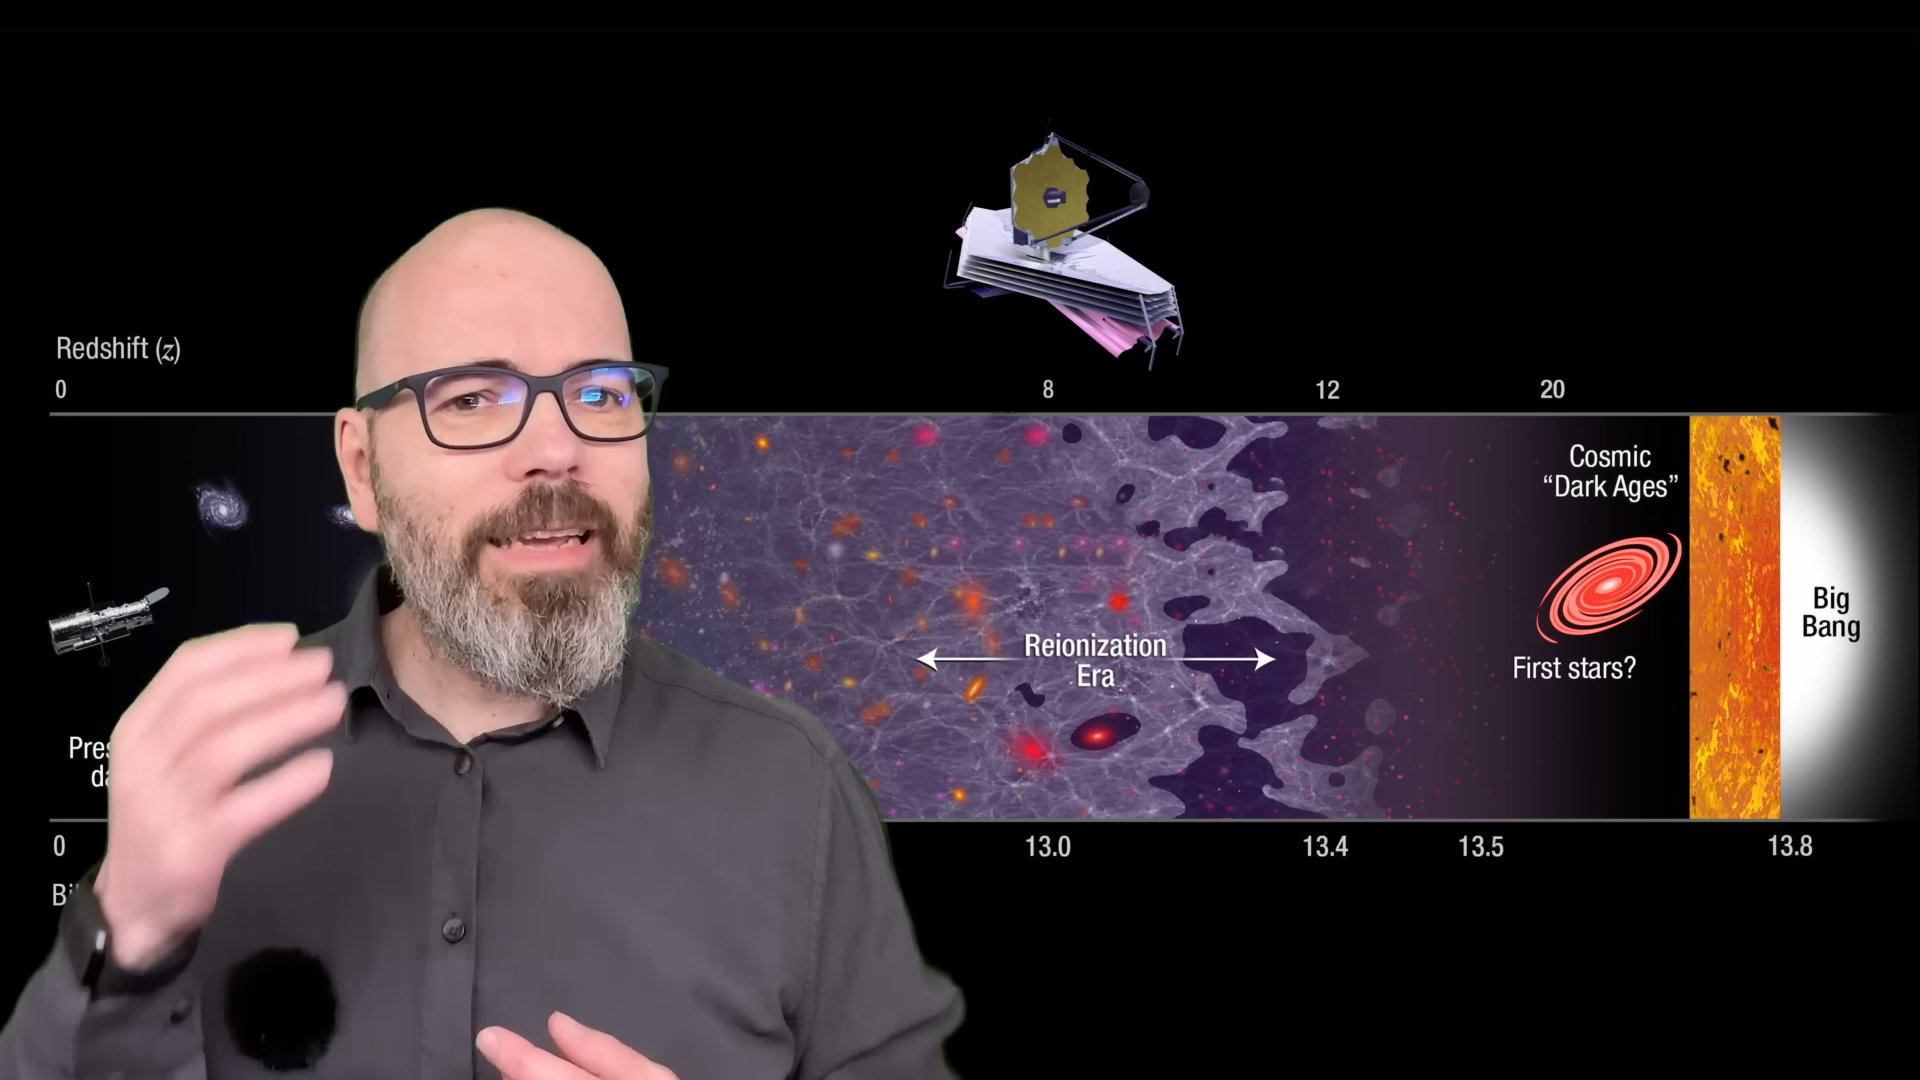 Redshift (z)
0
8
12
20
Cosmic
“Dark Ages”
Reionization
Era
First stars?
Big
Bang
0
13.0
13.4
13.5
13.8